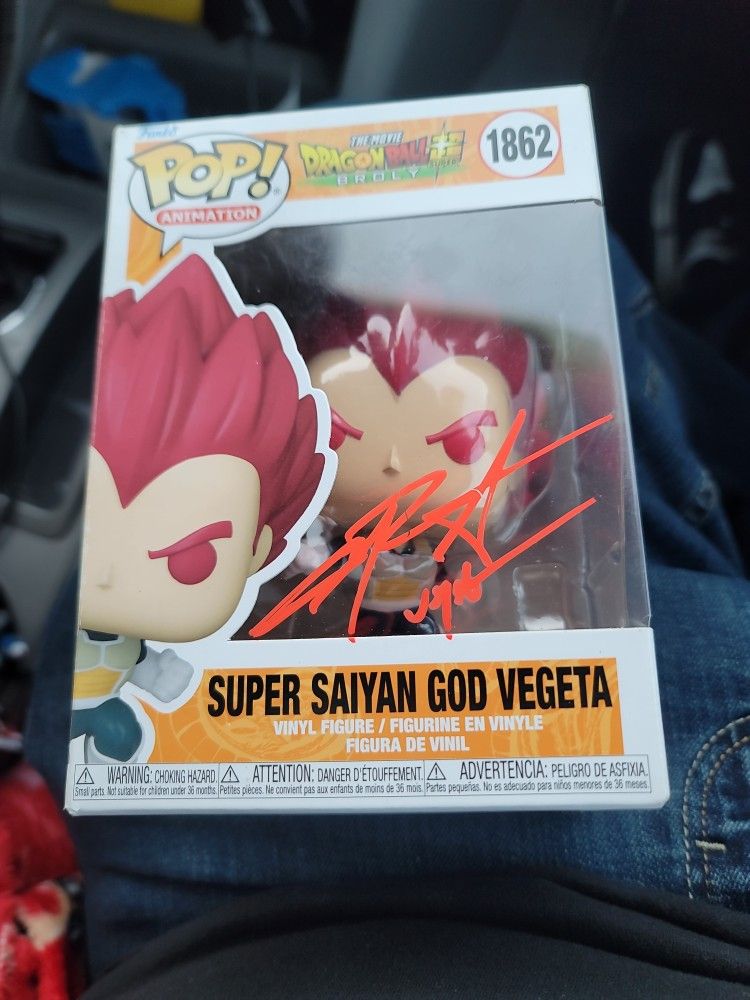 Funko
POP!
ANIMATION
THE MOVIE
DRAGON BALL SUPER
BROLY
1862
SUPER SAIYAN GOD VEGETA
VINYL FIGURE / FIGURINE EN VINYLE
FIGURA DE VINIL
WARNING: CHOKING HAZARD.
Small parts. Not suitable for children under 36 months.
ATTENTION: DANGER D'ÉTOUFFEMENT.
Petites pièces. Ne convient pas aux enfants de moins de 36 mois.
ADVERTENCIA: PELIGRO DE ASFIXIA.
Partes pequeñas. No es adecuado para niños menores de 36 meses.